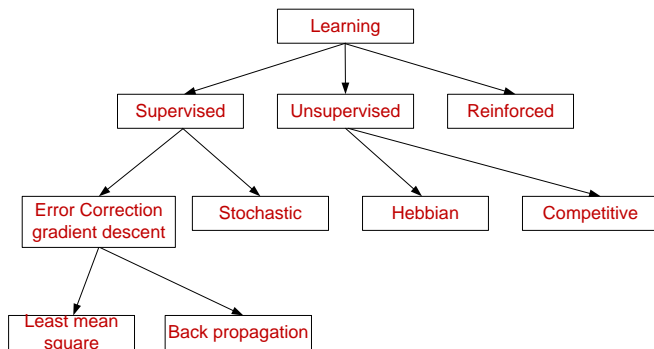 Learning
Supervised
Unsupervised
Reinforced
Error Correction
gradient descent
Stochastic
Hebbian
Competitive
Least mean
square
Back propagation